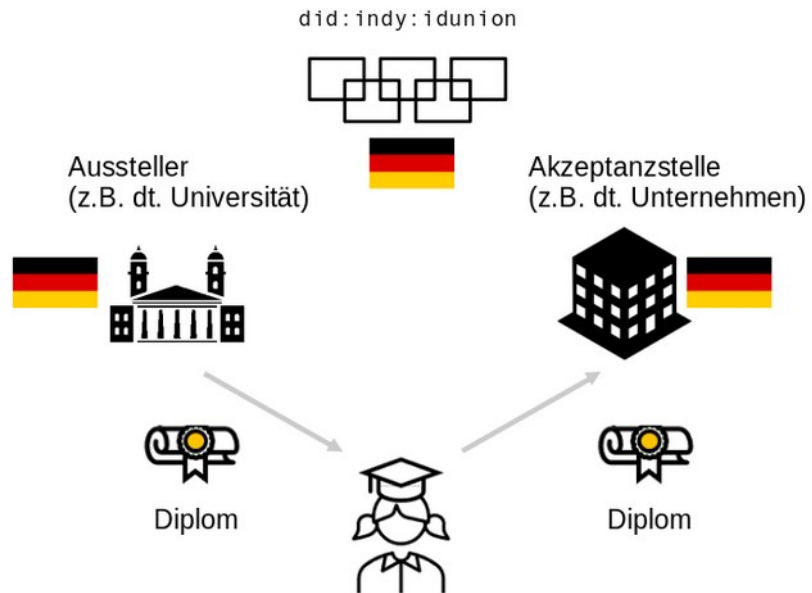 did:indy:idunion
Aussteller
(z.B. dt. Universität)
Akzeptanzstelle
(z.B. dt. Unternehmen)
Diplom
Diplom